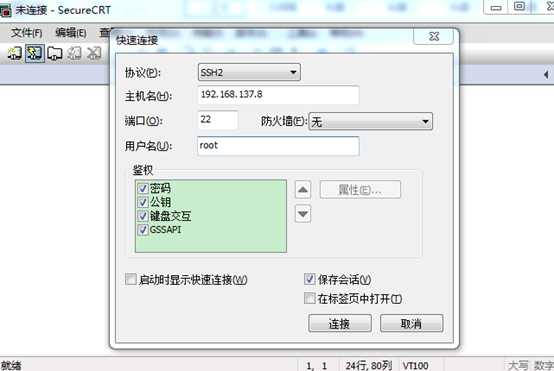 未连接 - SecureCRT
文件(F) 编辑(E)
快速连接
协议(P): SSH2
主机名(H): 192.168.137.8
端口(O): 22 防火墙(F): 无
用户名(U): root
鉴权
密码 属性(E)...
公钥
键盘交互
GSSAPI
启动时显示快速连接(W) 保存会话(V)
在标签页中打开(T)
连接 取消
就绪 1, 1 24行, 80列 VT100 大写 数字